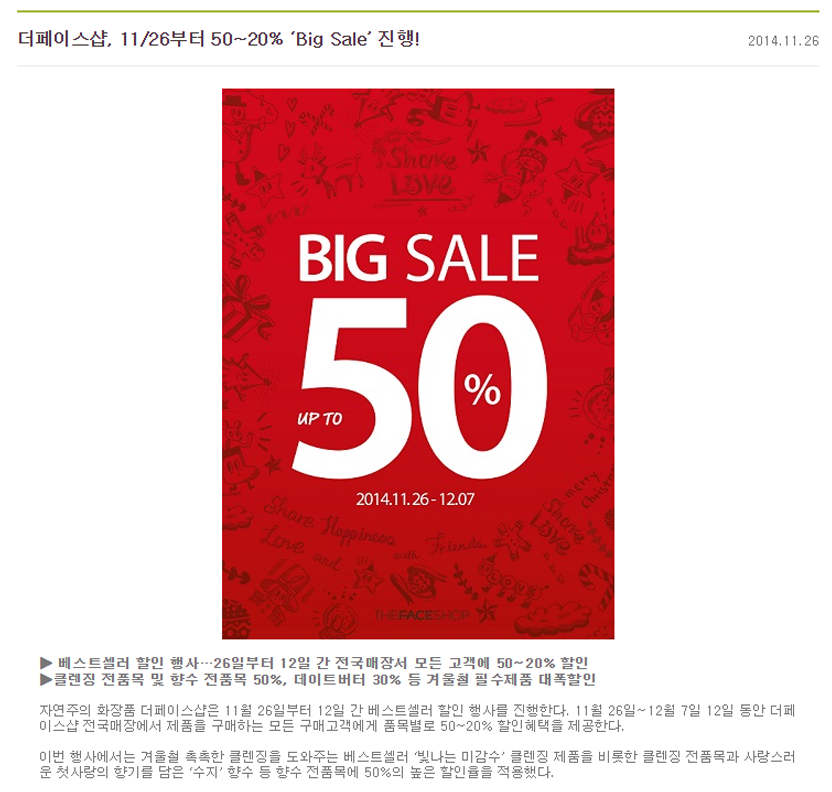 더페이스샵, 11/26부터 50~20% ‘Big Sale’ 진행!
2014.11.26
Share
LOVE
BIG SALE
UP TO
50%
2014.11.26 - 12.07
merry
Christmas
Share Happiness
Love and with Friends
Share
Love
LOVE
THEFACESHOP
▶ 베스트셀러 할인 행사…26일부터 12일 간 전국매장서 모든 고객에 50~20% 할인
▶클렌징 전품목 및 향수 전품목 50%, 데이트버터 30% 등 겨울철 필수제품 대폭할인
자연주의 화장품 더페이스샵은 11월 26일부터 12일 간 베스트셀러 할인 행사를 진행한다. 11월 26일~12월 7일 12일 동안 더페
이스샵 전국매장에서 제품을 구매하는 모든 구매고객에게 품목별로 50~20% 할인혜택을 제공한다.
이번 행사에서는 겨울철 촉촉한 클렌징을 도와주는 베스트셀러 ‘빛나는 미감수’ 클렌징 제품을 비롯한 클렌징 전품목과 사랑스러
운 첫사랑의 향기를 담은 ‘수지’ 향수 등 향수 전품목에 50%의 높은 할인율을 적용했다.